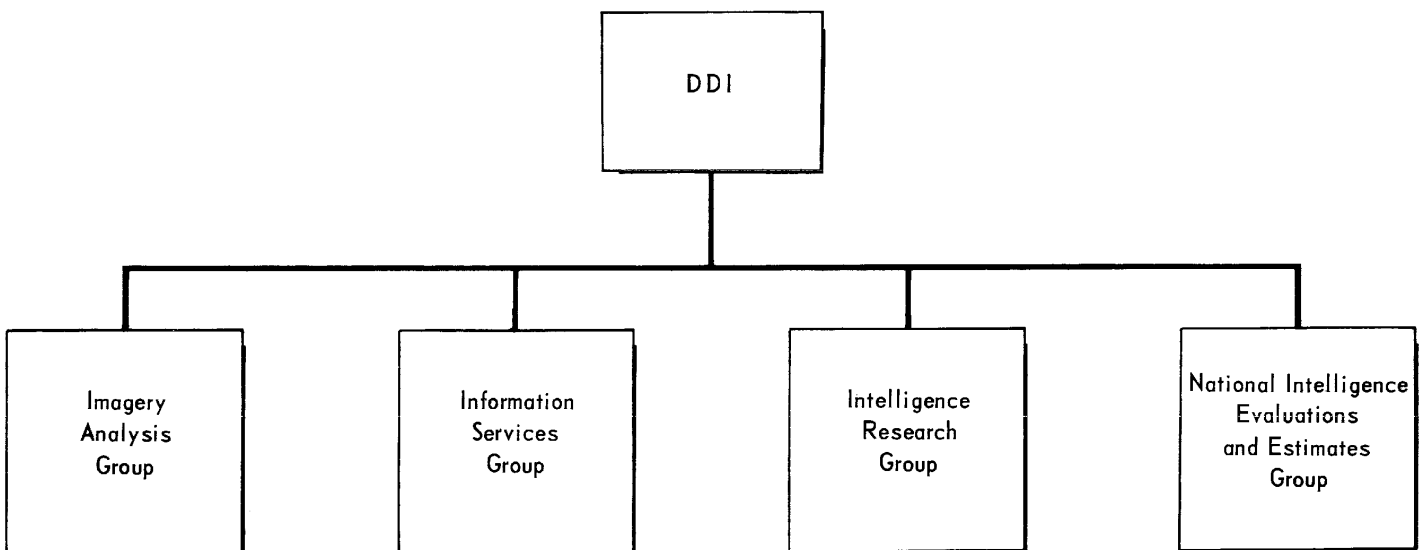 DDI
Imagery
Analysis
Group
Information
Services
Group
Intelligence
Research
Group
National Intelligence
Evaluations
and Estimates
Group